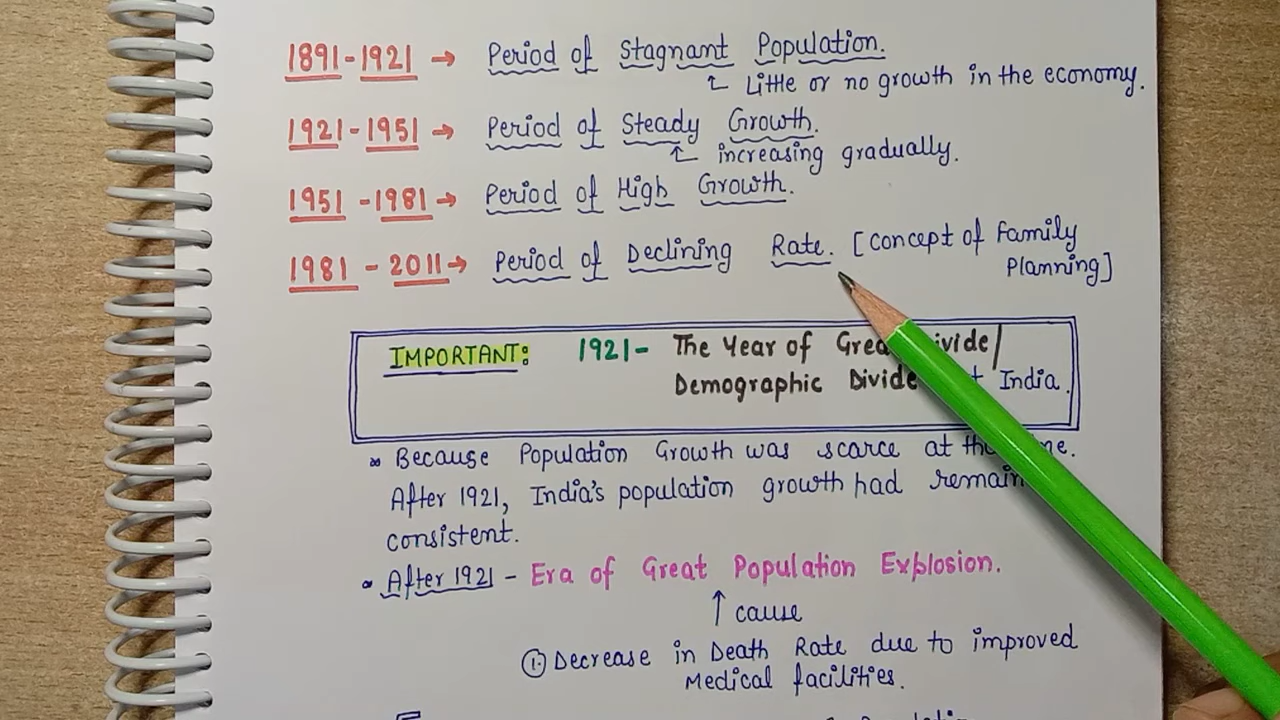 1891-1921 → Period of Stagnant Population.
Little or no growth in the economy.
1921-1951 → Period of Steady Growth.
increasing gradually.
1951 -1981 → Period of High Growth.
1981 - 2011 → Period of Declining Rate. [Concept of Family
Planning]
IMPORTANT: 1921- The Year of Divide/
Demographic Divide India.
Because Population Growth was scarce at
After 1921, India's population growth had
consistent.
After 1921 - Era of Great Population Explosion.
↑ cause
① Decrease in Death Rate due to improved
Medical facilities.